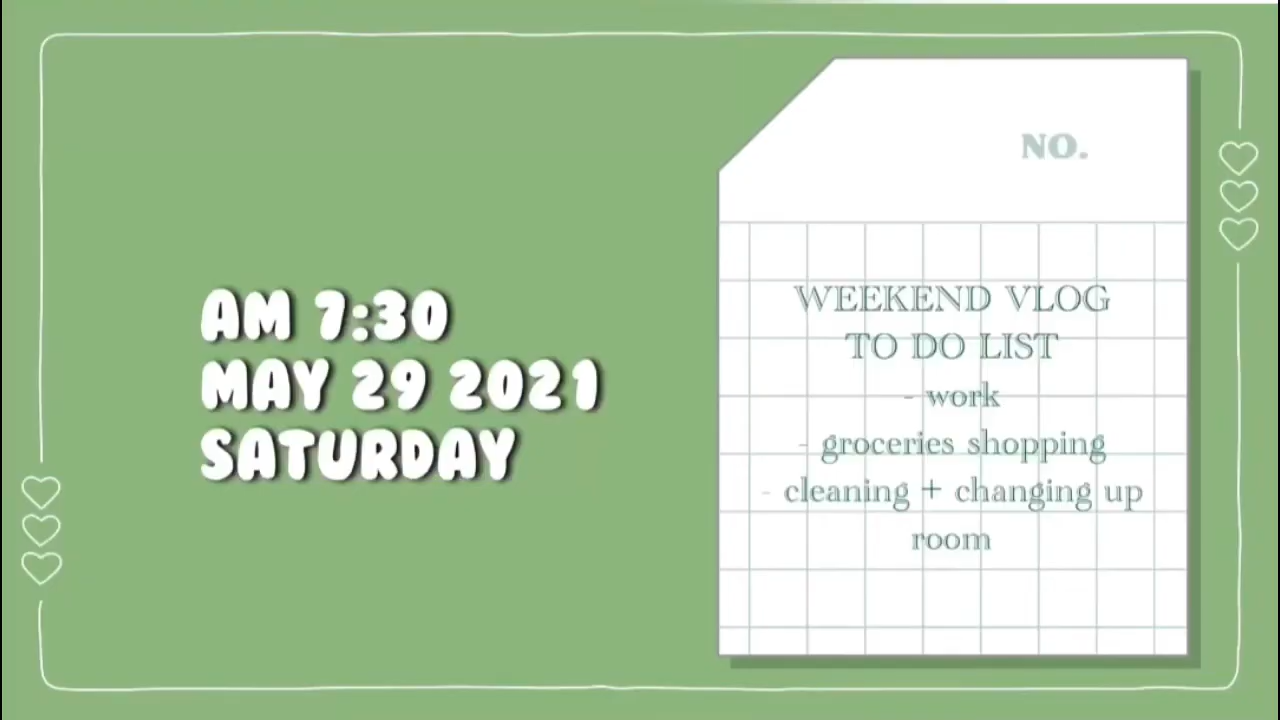 AM 7:30
MAY 29 2021
SATURDAY
NO.
WEEKEND VLOG
TO DO LIST
- work
- groceries shopping
- cleaning + changing up
room